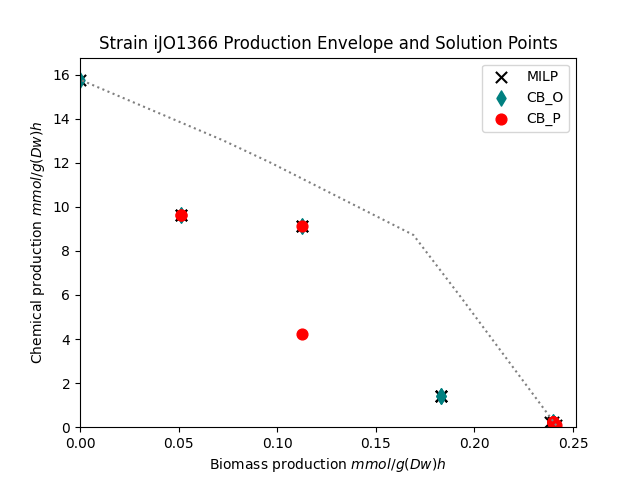 Strain iJO1366 Production Envelope and Solution Points
MILP
CB_O
CB_P
Chemical production mmol/g(Dw)h
16
14
12
10
8
6
4
2
0
0.00 0.05 0.10 0.15 0.20 0.25
Biomass production mmol/g(Dw)h